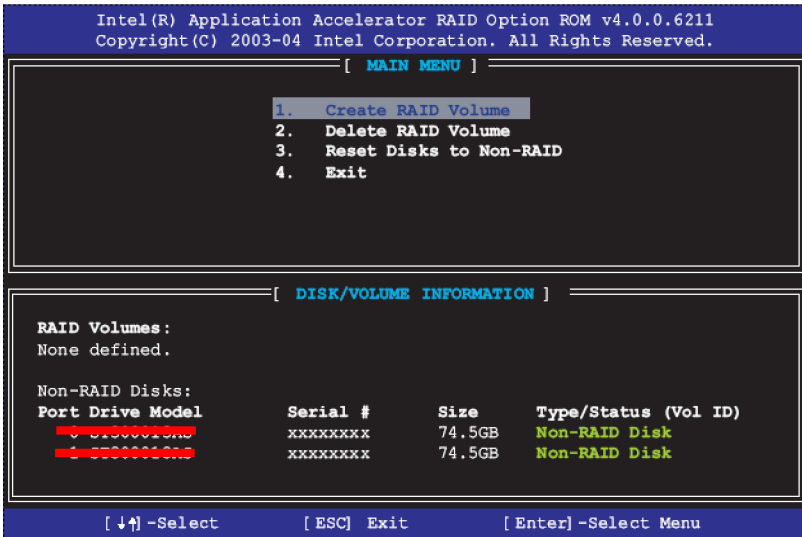 Intel(R) Application Accelerator RAID Option ROM v4.0.0.6211
Copyright(C) 2003-04 Intel Corporation. All Rights Reserved.
[ MAIN MENU ]
1. Create RAID Volume
2. Delete RAID Volume
3. Reset Disks to Non-RAID
4. Exit
[ DISK/VOLUME INFORMATION ]
RAID Volumes:
None defined.
Non-RAID Disks:
Port Drive Model Serial # Size Type/Status (Vol ID)
xxxxxxxx 74.5GB Non-RAID Disk
xxxxxxxx 74.5GB Non-RAID Disk
[↓↑]-Select [ESC] Exit [Enter]-Select Menu